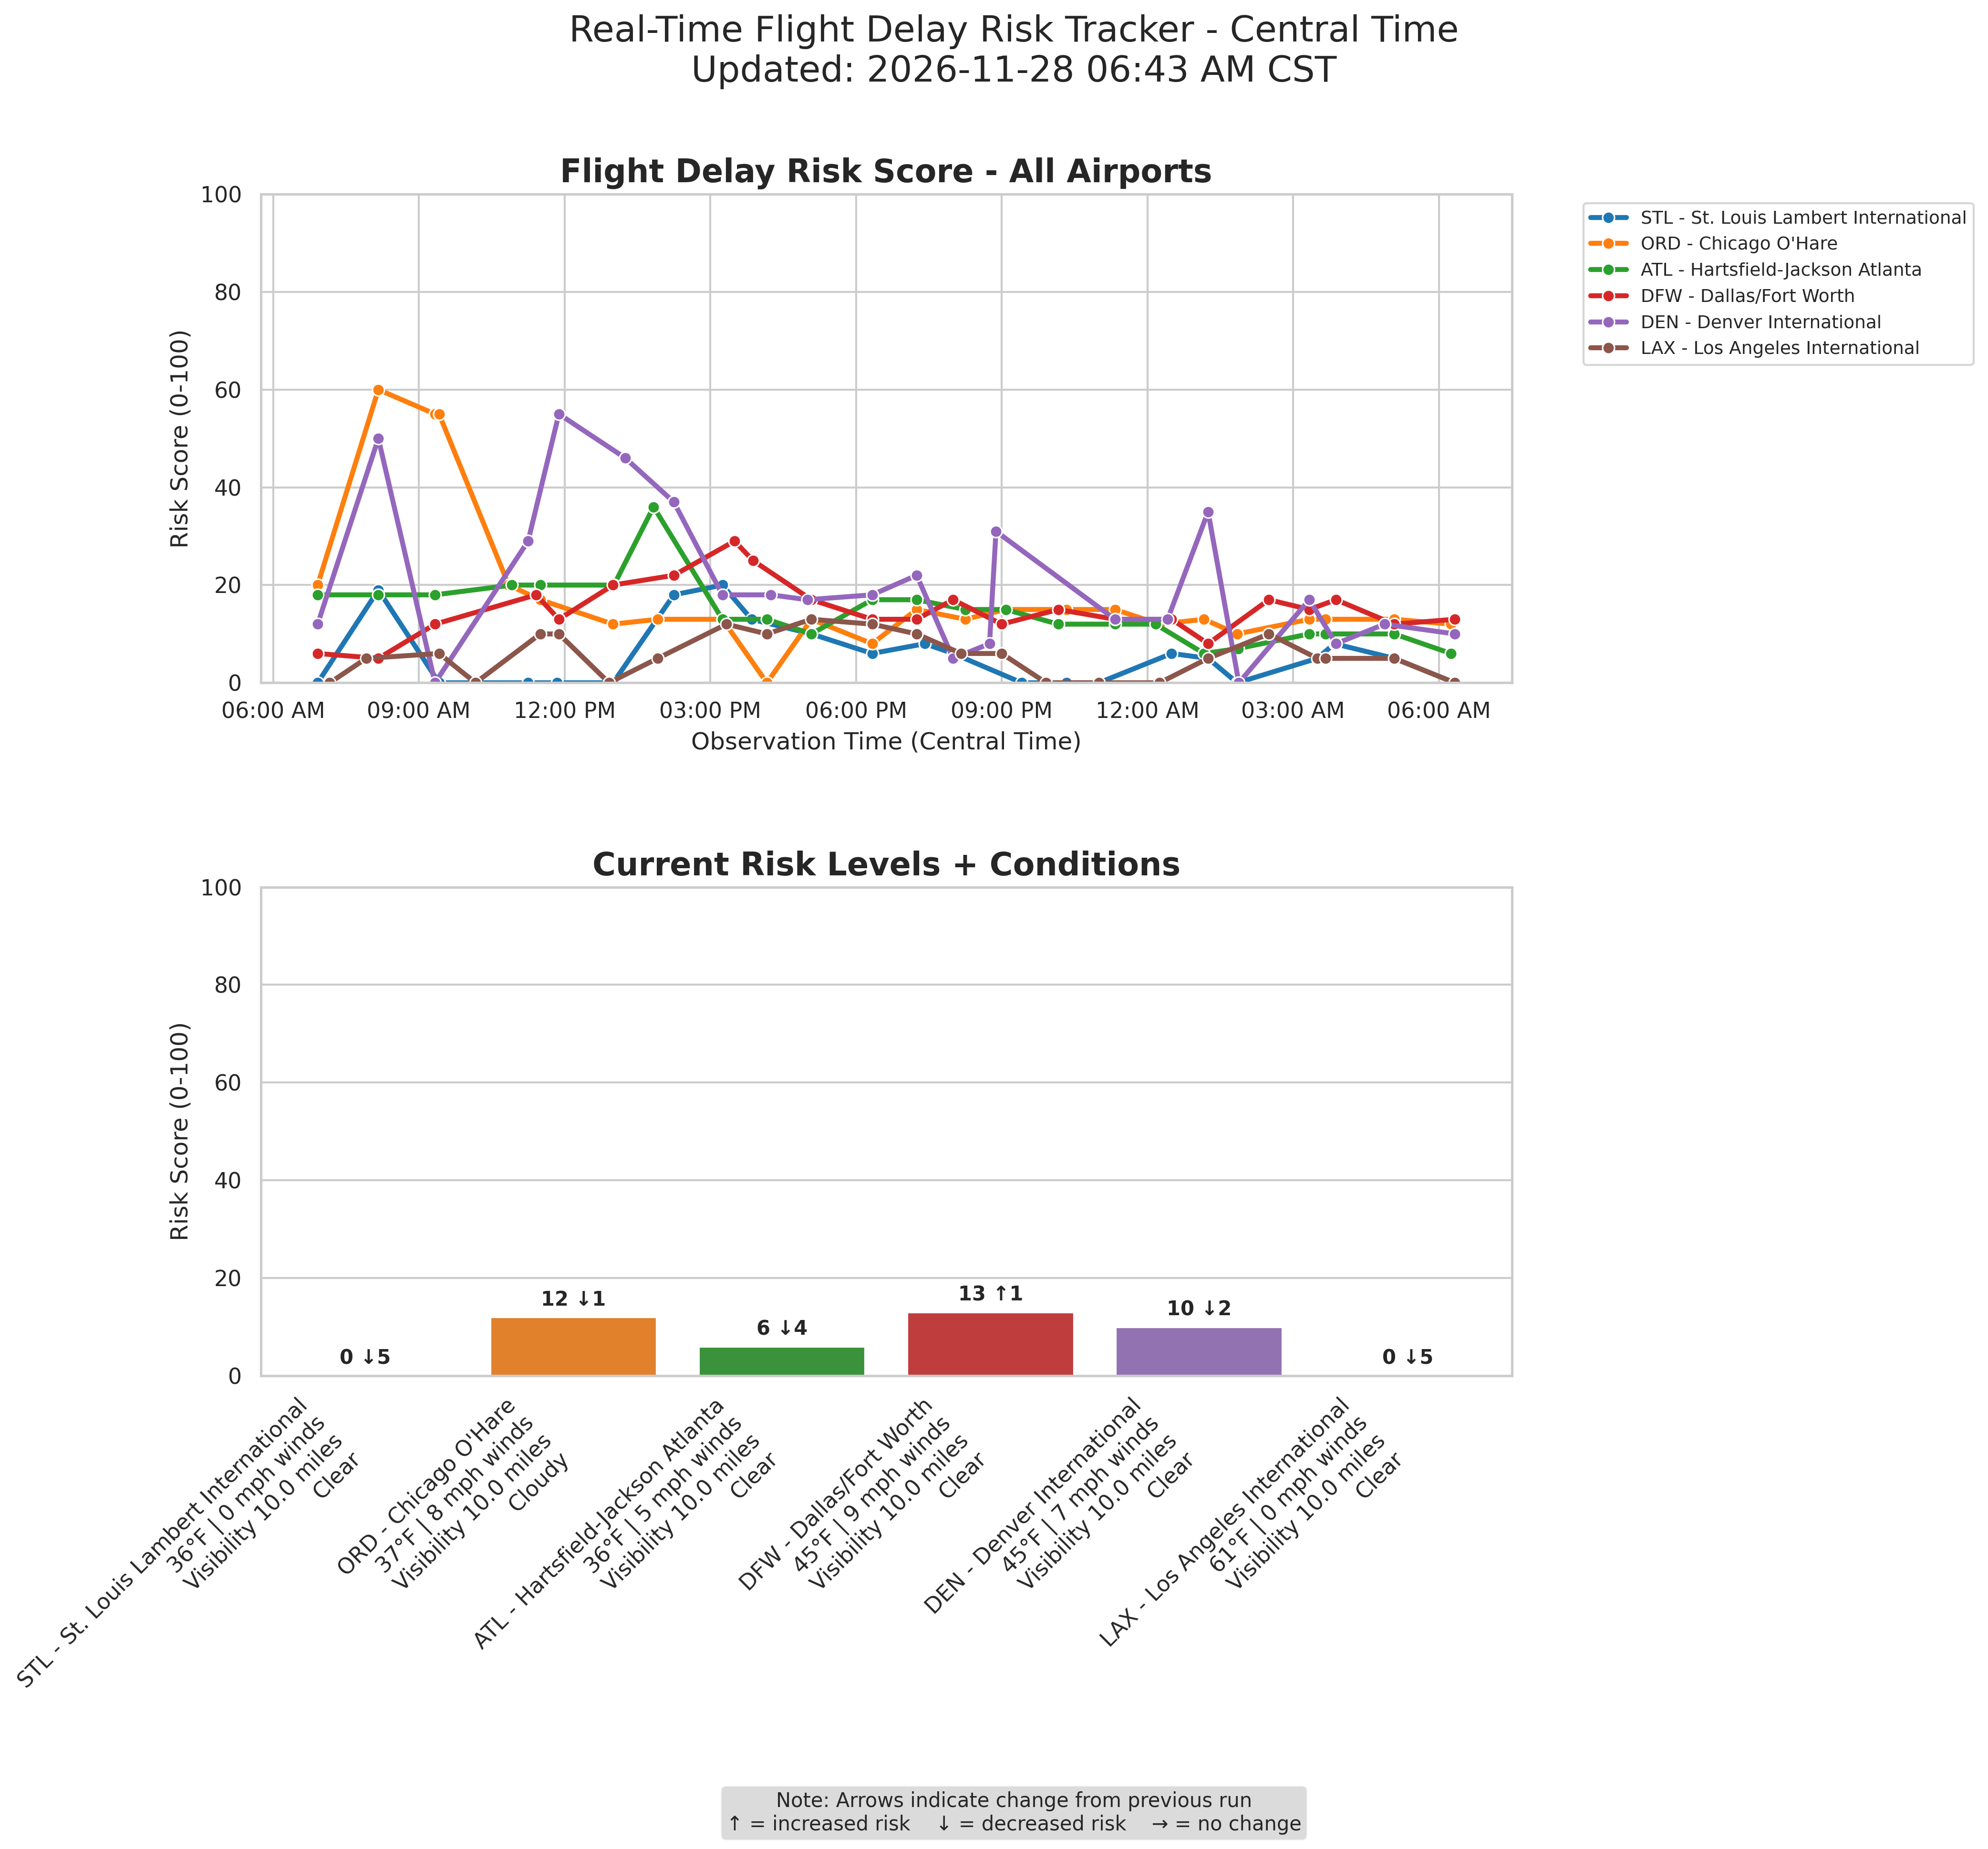 Real-Time Flight Delay Risk Tracker - Central Time
Updated: 2026-11-28 06:43 AM CST
Flight Delay Risk Score - All Airports
Risk Score (0-100)
100
80
60
40
20
0
06:00 AM
09:00 AM
12:00 PM
03:00 PM
06:00 PM
09:00 PM
12:00 AM
03:00 AM
06:00 AM
Observation Time (Central Time)
STL - St. Louis Lambert International
ORD - Chicago O'Hare
ATL - Hartsfield-Jackson Atlanta
DFW - Dallas/Fort Worth
DEN - Denver International
LAX - Los Angeles International
Current Risk Levels + Conditions
Risk Score (0-100)
100
80
60
40
20
0
0 ↓5
12 ↓1
6 ↓4
13 ↑1
10 ↓2
0 ↓5
STL - St. Louis Lambert International
36°F | 0 mph winds
Visibility 10.0 miles
Clear
ORD - Chicago O'Hare
37°F | 8 mph winds
Visibility 10.0 miles
Cloudy
ATL - Hartsfield-Jackson Atlanta
36°F | 5 mph winds
Visibility 10.0 miles
Clear
DFW - Dallas/Fort Worth
45°F | 9 mph winds
Visibility 10.0 miles
Clear
DEN - Denver International
45°F | 7 mph winds
Visibility 10.0 miles
Clear
LAX - Los Angeles International
61°F | 0 mph winds
Visibility 10.0 miles
Clear
Note: Arrows indicate change from previous run
↑ = increased risk ↓ = decreased risk → = no change